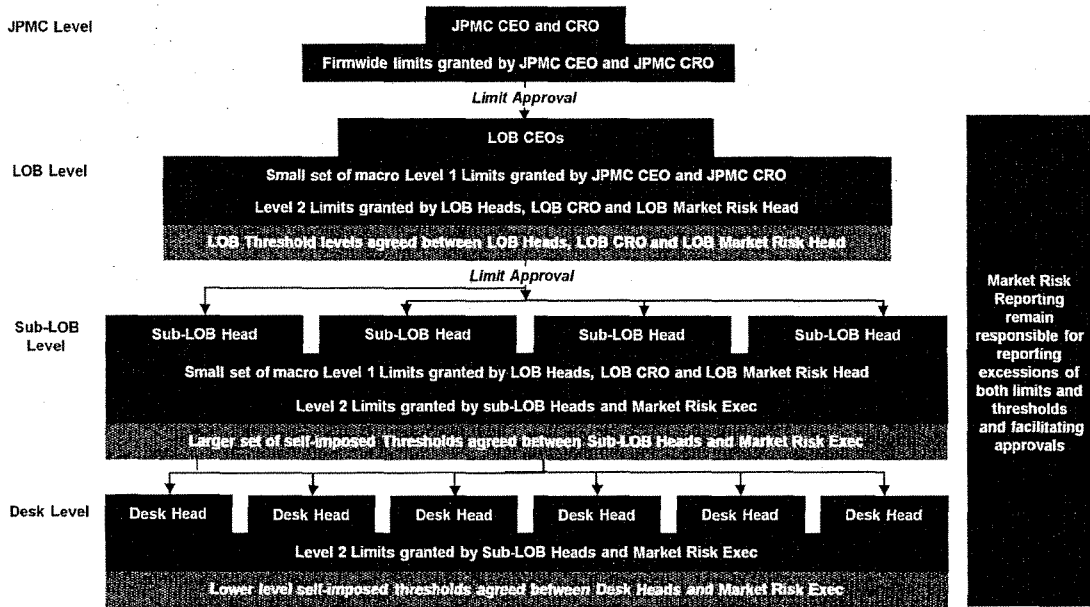 JPMC Level
JPMC CEO and CRO
Firmwide limits granted by JPMC CEO and JPMC CRO
Limit Approval
LOB Level
LOB CEOs
Small set of macro Level 1 Limits granted by JPMC CEO and JPMC CRO
Level 2 Limits granted by LOB Heads, LOB CRO and LOB Market Risk Head
LOB Threshold levels agreed between LOB Heads, LOB CRO and LOB Market Risk Head
Limit Approval
Sub-LOB
Level
Sub-LOB Head
Sub-LOB Head
Sub-LOB Head
Sub-LOB Head
Small set of macro Level 1 Limits granted by LOB Heads, LOB CRO and LOB Market Risk Head
Level 2 Limits granted by sub-LOB Heads and Market Risk Exec
Larger set of self-imposed Thresholds agreed between Sub-LOB Heads and Market Risk Exec
Desk Level
Desk Head
Desk Head
Desk Head
Desk Head
Desk Head
Desk Head
Level 2 Limits granted by Sub-LOB Heads and Market Risk Exec
Lower level self-imposed thresholds agreed between Desk Heads and Market Risk Exec
Market Risk
Reporting
remain
responsible for
reporting
excessions of
both limits and
thresholds
and facilitating
approvals